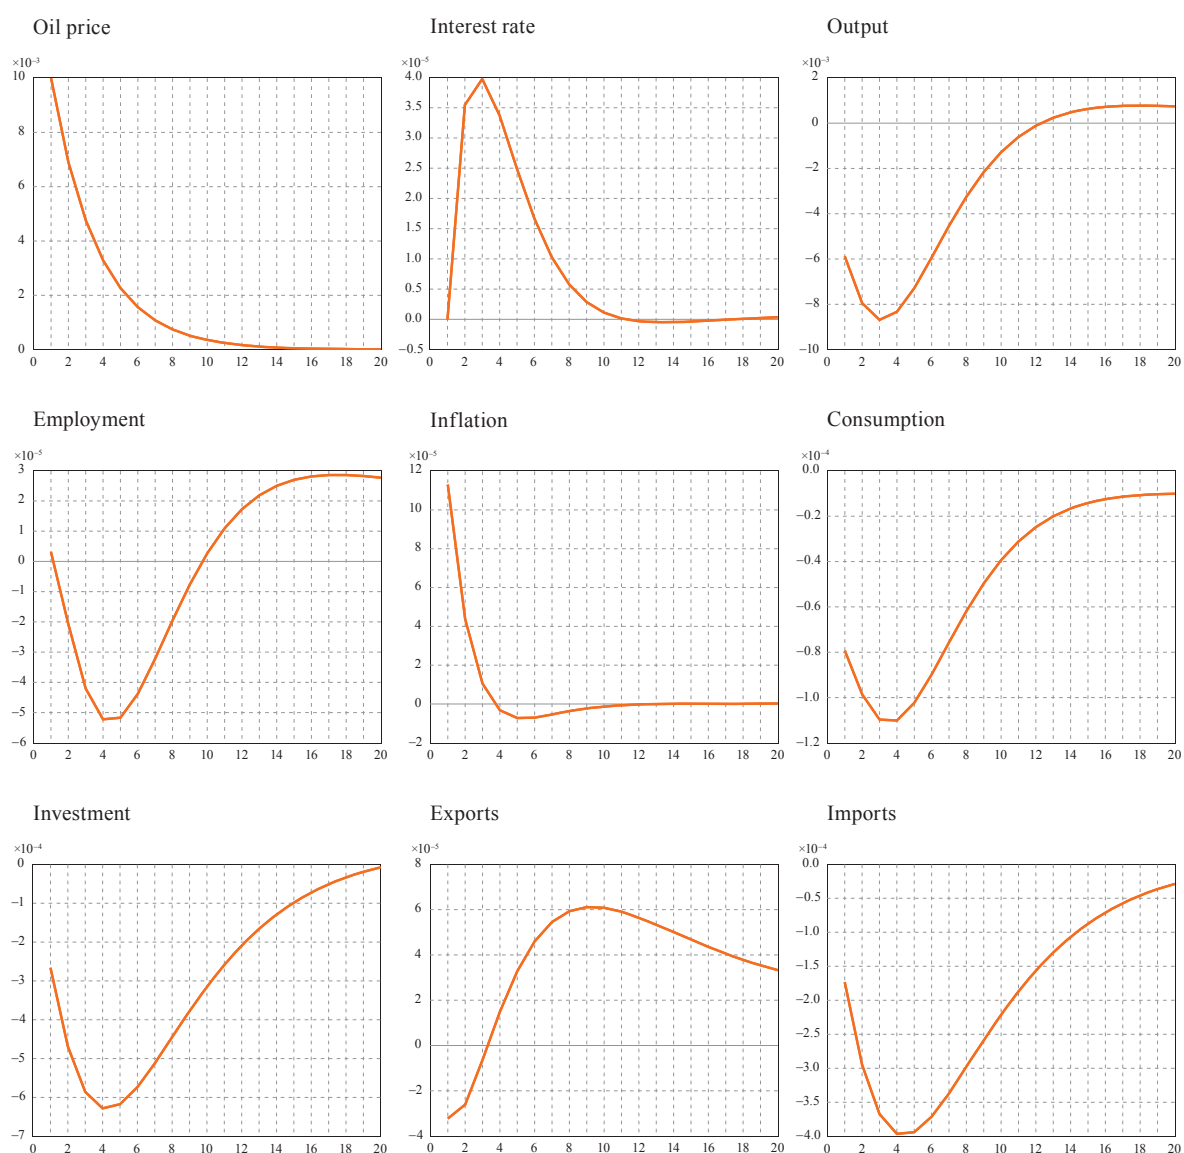 Oil price Interest rate Output
×10⁻³ ×10⁻⁵ ×10⁻³
10 4.0 2
3.5
8 3.0 0
6 2.5 −2
2.0
4 1.5 −4
1.0 −6
2 0.5 −8
0.0
0 −0.5 −10
0 2 4 6 8 10 12 14 16 18 20 0 2 4 6 8 10 12 14 16 18 20 0 2 4 6 8 10 12 14 16 18 20
Employment Inflation Consumption
×10⁻⁵ ×10⁻⁵ ×10⁻⁴
3 12 0.0
2 10 −0.2
1 8
0 −0.4
−1 6
−2 4 −0.6
−3 2 −0.8
−4 0 −1.0
−5
−6 −2 −1.2
0 2 4 6 8 10 12 14 16 18 20 0 2 4 6 8 10 12 14 16 18 20 0 2 4 6 8 10 12 14 16 18 20
Investment Exports Imports
×10⁻⁴ ×10⁻⁵ ×10⁻⁴
0 8 0.0
−1 6 −0.5
−2 4 −1.0
−3 2 −1.5
−2.0
−4 0 −2.5
−5 −2 −3.0
−6 −3.5
−7 −4 −4.0
0 2 4 6 8 10 12 14 16 18 20 0 2 4 6 8 10 12 14 16 18 20 0 2 4 6 8 10 12 14 16 18 20